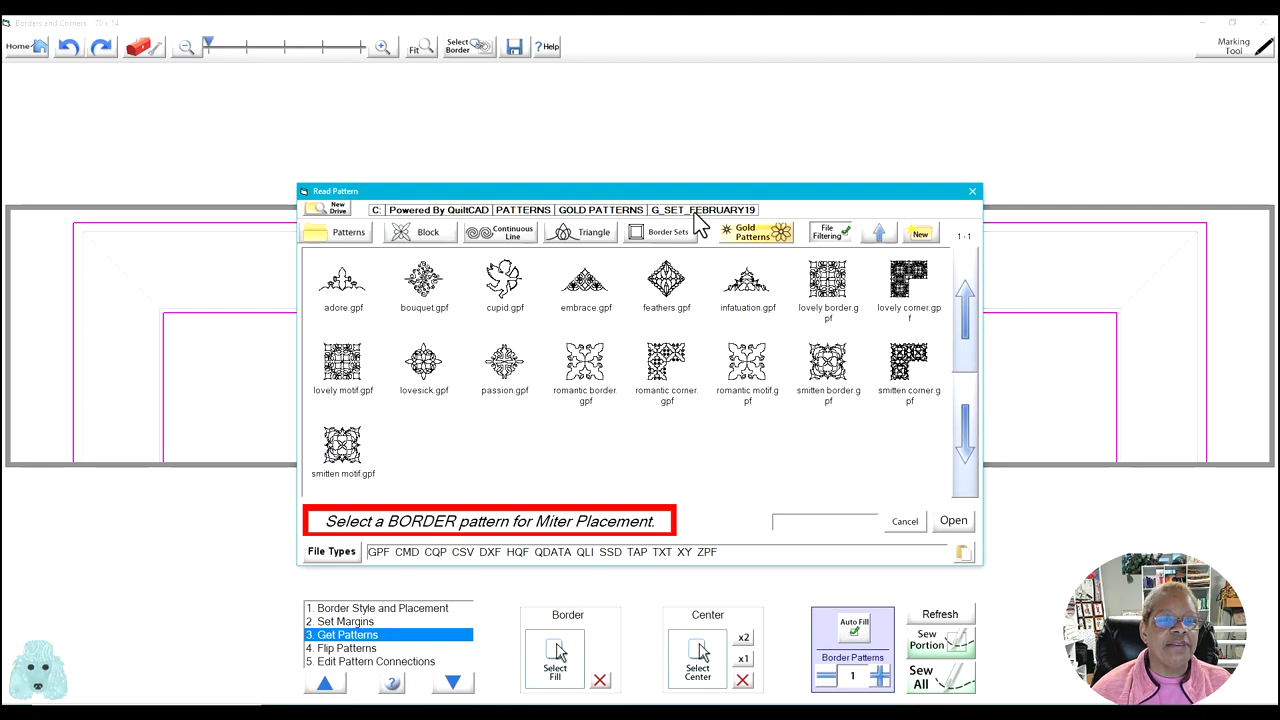 Borders and Corners 70 x 14
Home
Fit
Select Border
?Help
Marking Tool
Read Pattern
New Drive
C: Powered By QuiltCAD PATTERNS GOLD PATTERNS G_SET_FEBRUARY19
Patterns
Block
Continuous Line
Triangle
Border Sets
Gold Patterns
File Filtering
New
1 - 1
adore.gpf
bouquet.gpf
cupid.gpf
embrace.gpf
feathers.gpf
infatuation.gpf
lovely border.g
pf
lovely corner.gp
f
lovely motif.gpf
lovesick.gpf
passion.gpf
romantic border.
gpf
romantic corner.
gpf
romantic motif.g
pf
smitten border.g
pf
smitten corner.g
pf
smitten motif.gpf
Select a BORDER pattern for Miter Placement.
Cancel
Open
File Types
GPF CMD CQP CSV DXF HQF QDATA QLI SSD TAP TXT XY ZPF
1. Border Style and Placement
2. Set Margins
3. Get Patterns
4. Flip Patterns
5. Edit Pattern Connections
Border
Select
Fill
Center
Select
Center
x2
x1
Auto Fill
Border Patterns
1
Refresh
Sew
Portion
Sew
All